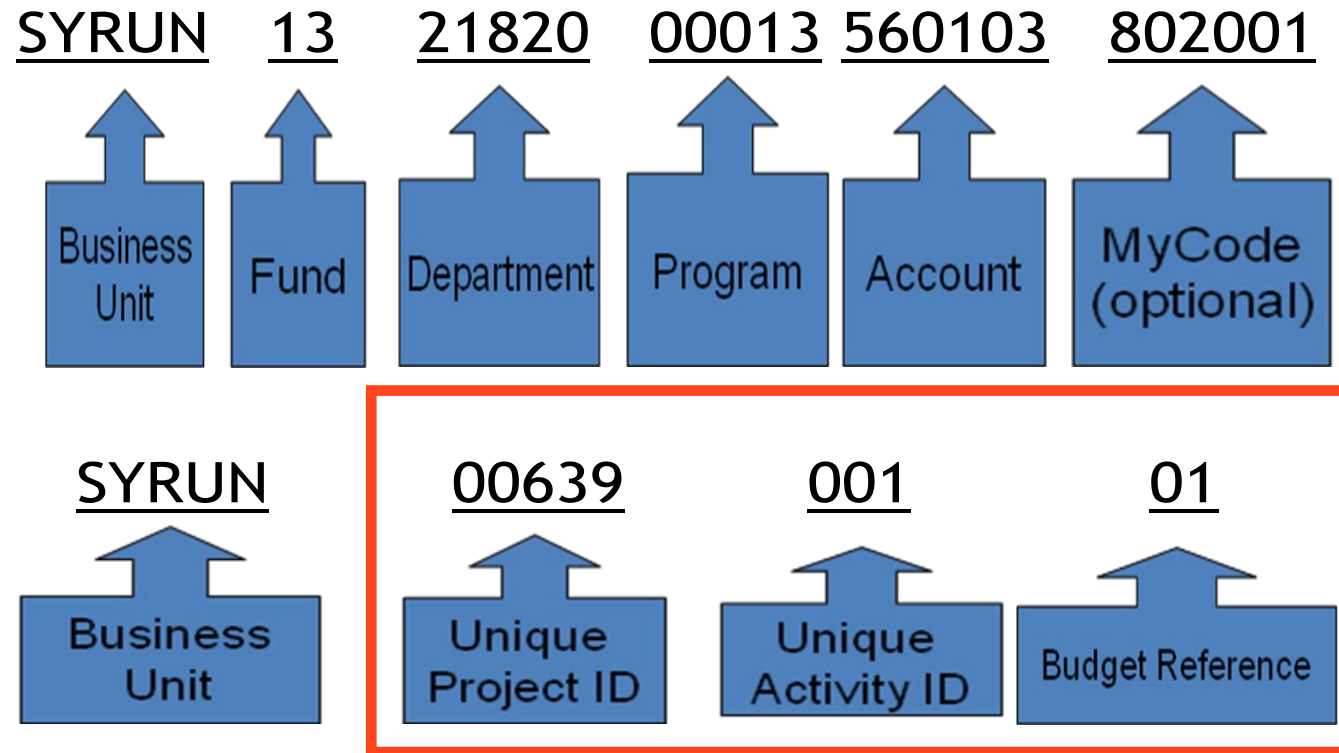 SYRUN 13 21820 00013 560103 802001
Business Unit Fund Department Program Account MyCode (optional)
SYRUN 00639 001 01
Business Unit Unique Project ID Unique Activity ID Budget Reference